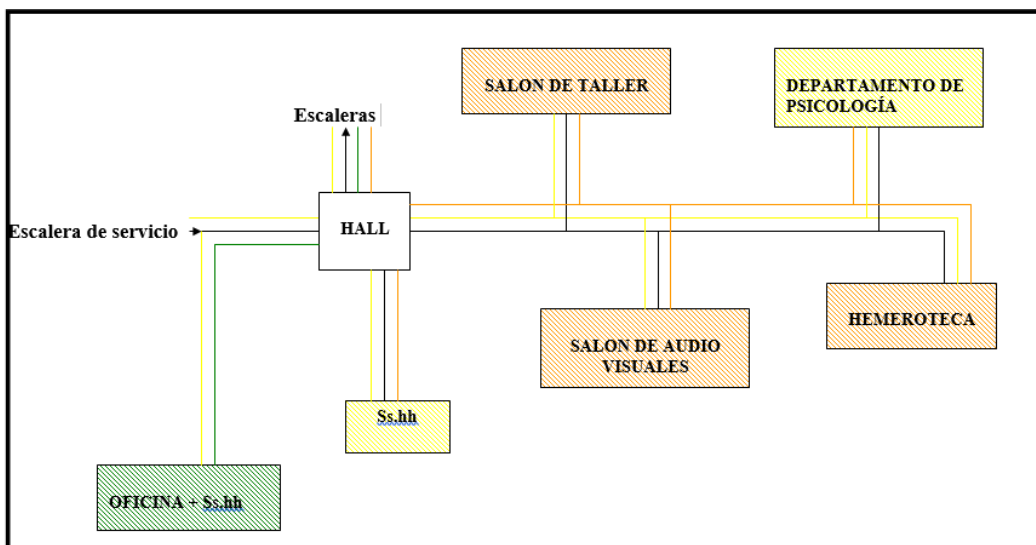 SALON DE TALLER
DEPARTAMENTO DE
PSICOLOGÍA
Escaleras
Escalera de servicio
HALL
HEMEROTECA
SALON DE AUDIO
VISUALES
Ss.hh
OFICINA + Ss.hh